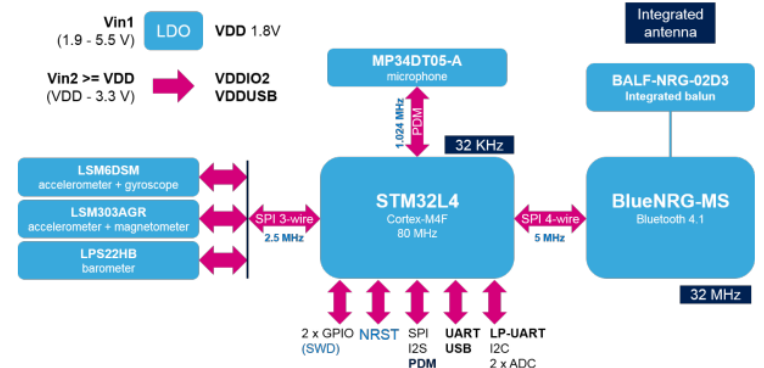 Vin1
(1.9 - 5.5 V)
LDO
VDD 1.8V
Vin2 >= VDD
(VDD - 3.3 V)
VDDIO2
VDDUSB
MP34DT05-A
microphone
1.024 MHz
PDM
32 KHz
Integrated
antenna
BALF-NRG-02D3
Integrated balun
LSM6DSM
accelerometer + gyroscope
LSM303AGR
accelerometer + magnetometer
LPS22HB
barometer
SPI 3-wire
2.5 MHz
STM32L4
Cortex-M4F
80 MHz
SPI 4-wire
5 MHz
BlueNRG-MS
Bluetooth 4.1
32 MHz
2 x GPIO
(SWD)
NRST
SPI
I2S
PDM
UART
USB
LP-UART
I2C
2 x ADC